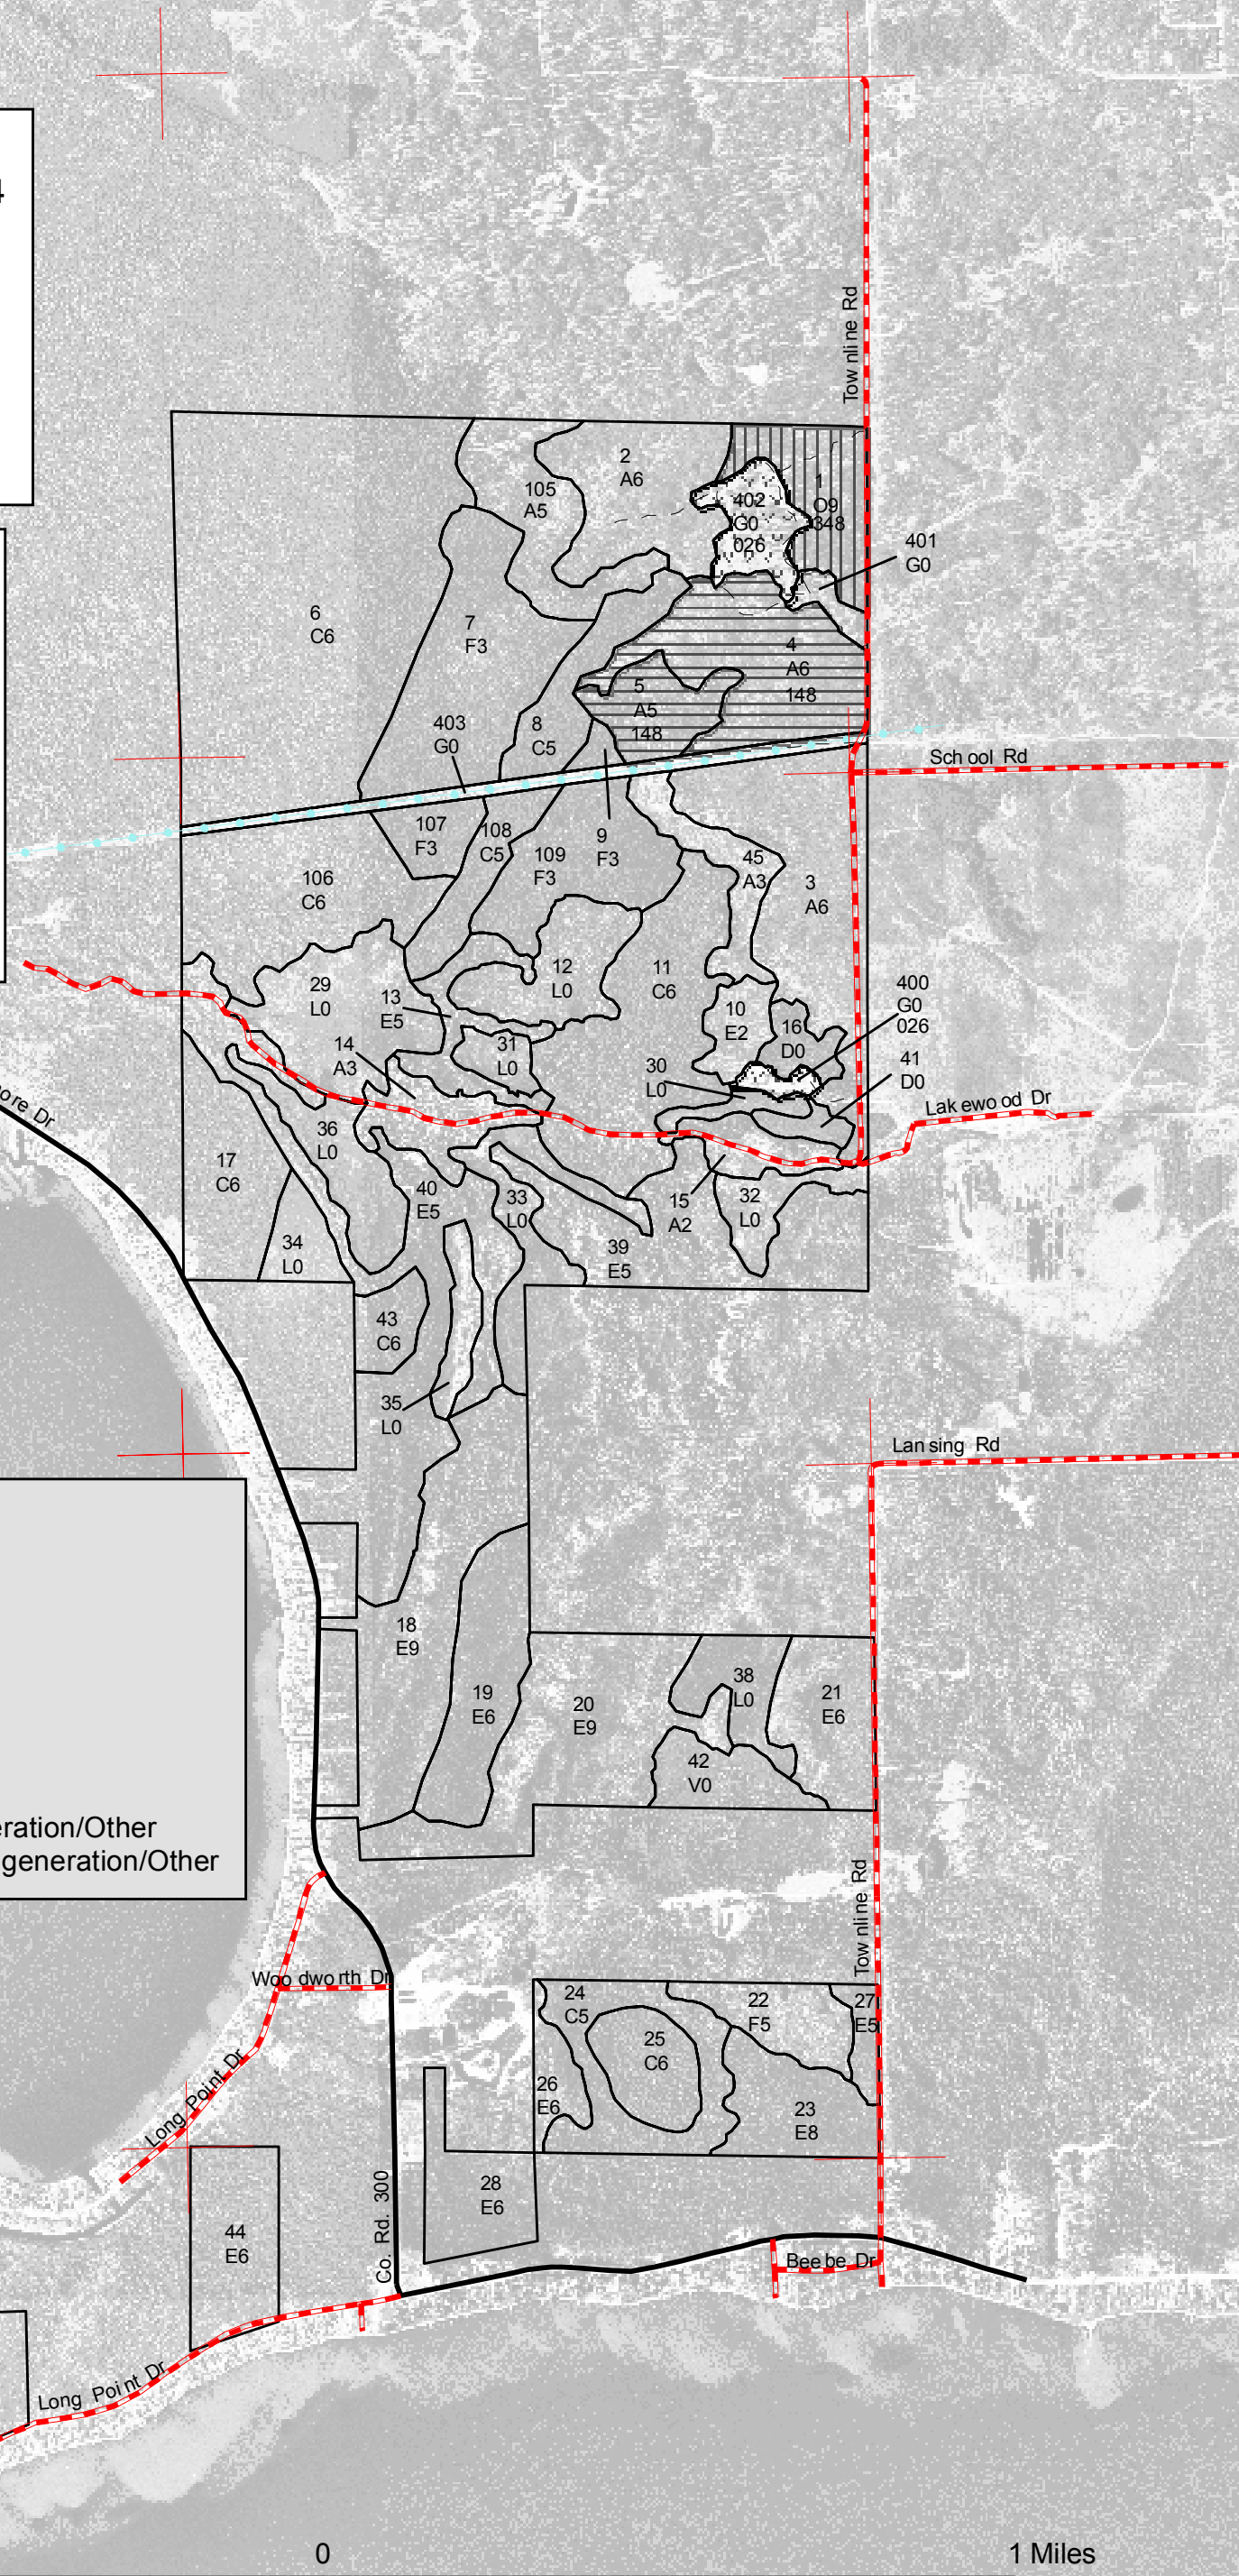 4
Townline Rd
2
A6
105
A5
1
O9
348
402
G0
026
401
G0
6
C6
7
F3
4
A6
148
5
A5
148
403
G0
8
C5
School Rd
107
F3
108
C5
9
F3
109
F3
45
A3
3
A6
106
C6
12
L0
11
C6
29
L0
13
E5
400
G0
026
10
E2
16
D0
14
A3
31
L0
30
L0
41
D0
ore Dr
Lakewood Dr
36
L0
17
C6
40
E5
33
L0
15
A2
32
L0
34
L0
39
E5
43
C6
35
L0
Lansing Rd
18
E9
19
E6
20
E9
38
L0
21
E6
42
V0
eration/Other
generation/Other
Townline Rd
Woodworth Dr
24
C5
22
F5
27
E5
25
C6
26
E6
23
E8
Long Point Dr
28
E6
Co. Rd. 300
44
E6
Beebe Dr
Long Point Dr
0
1 Miles